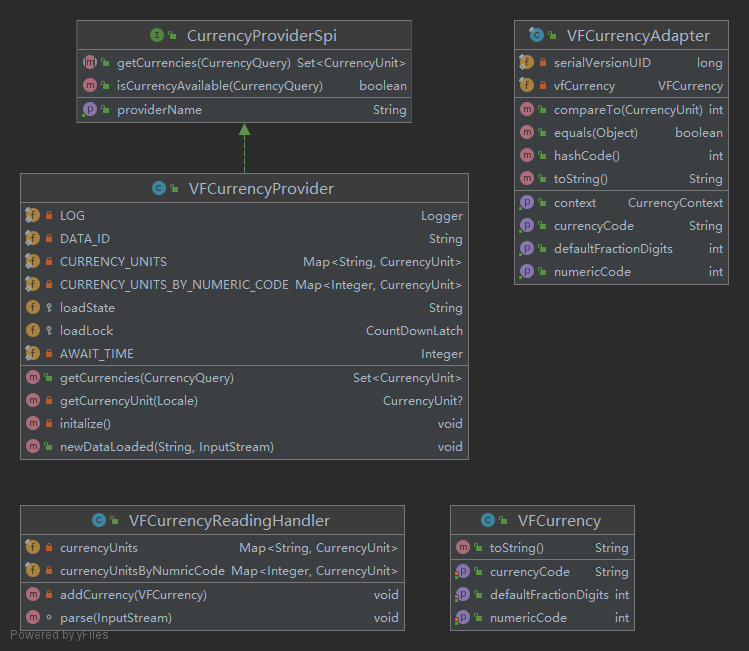 CurrencyProviderSpi
getCurrencies(CurrencyQuery) Set<CurrencyUnit>
isCurrencyAvailable(CurrencyQuery) boolean
providerName String
VFCurrencyAdapter
serialVersionUID long
vfCurrency VFCurrency
compareTo(CurrencyUnit) int
equals(Object) boolean
hashCode() int
toString() String
context CurrencyContext
currencyCode String
defaultFractionDigits int
numericCode int
VFCurrencyProvider
LOG Logger
DATA_ID String
CURRENCY_UNITS Map<String, CurrencyUnit>
CURRENCY_UNITS_BY_NUMERIC_CODE Map<Integer, CurrencyUnit>
loadState String
loadLock CountDownLatch
AWAIT_TIME Integer
getCurrencies(CurrencyQuery) Set<CurrencyUnit>
getCurrencyUnit(Locale) CurrencyUnit?
initalize() void
newDataLoaded(String, InputStream) void
VFCurrencyReadingHandler
currencyUnits Map<String, CurrencyUnit>
currencyUnitsByNumricCode Map<Integer, CurrencyUnit>
addCurrency(VFCurrency) void
parse(InputStream) void
VFCurrency
toString() String
currencyCode String
defaultFractionDigits int
numericCode int
Powered by yFiles